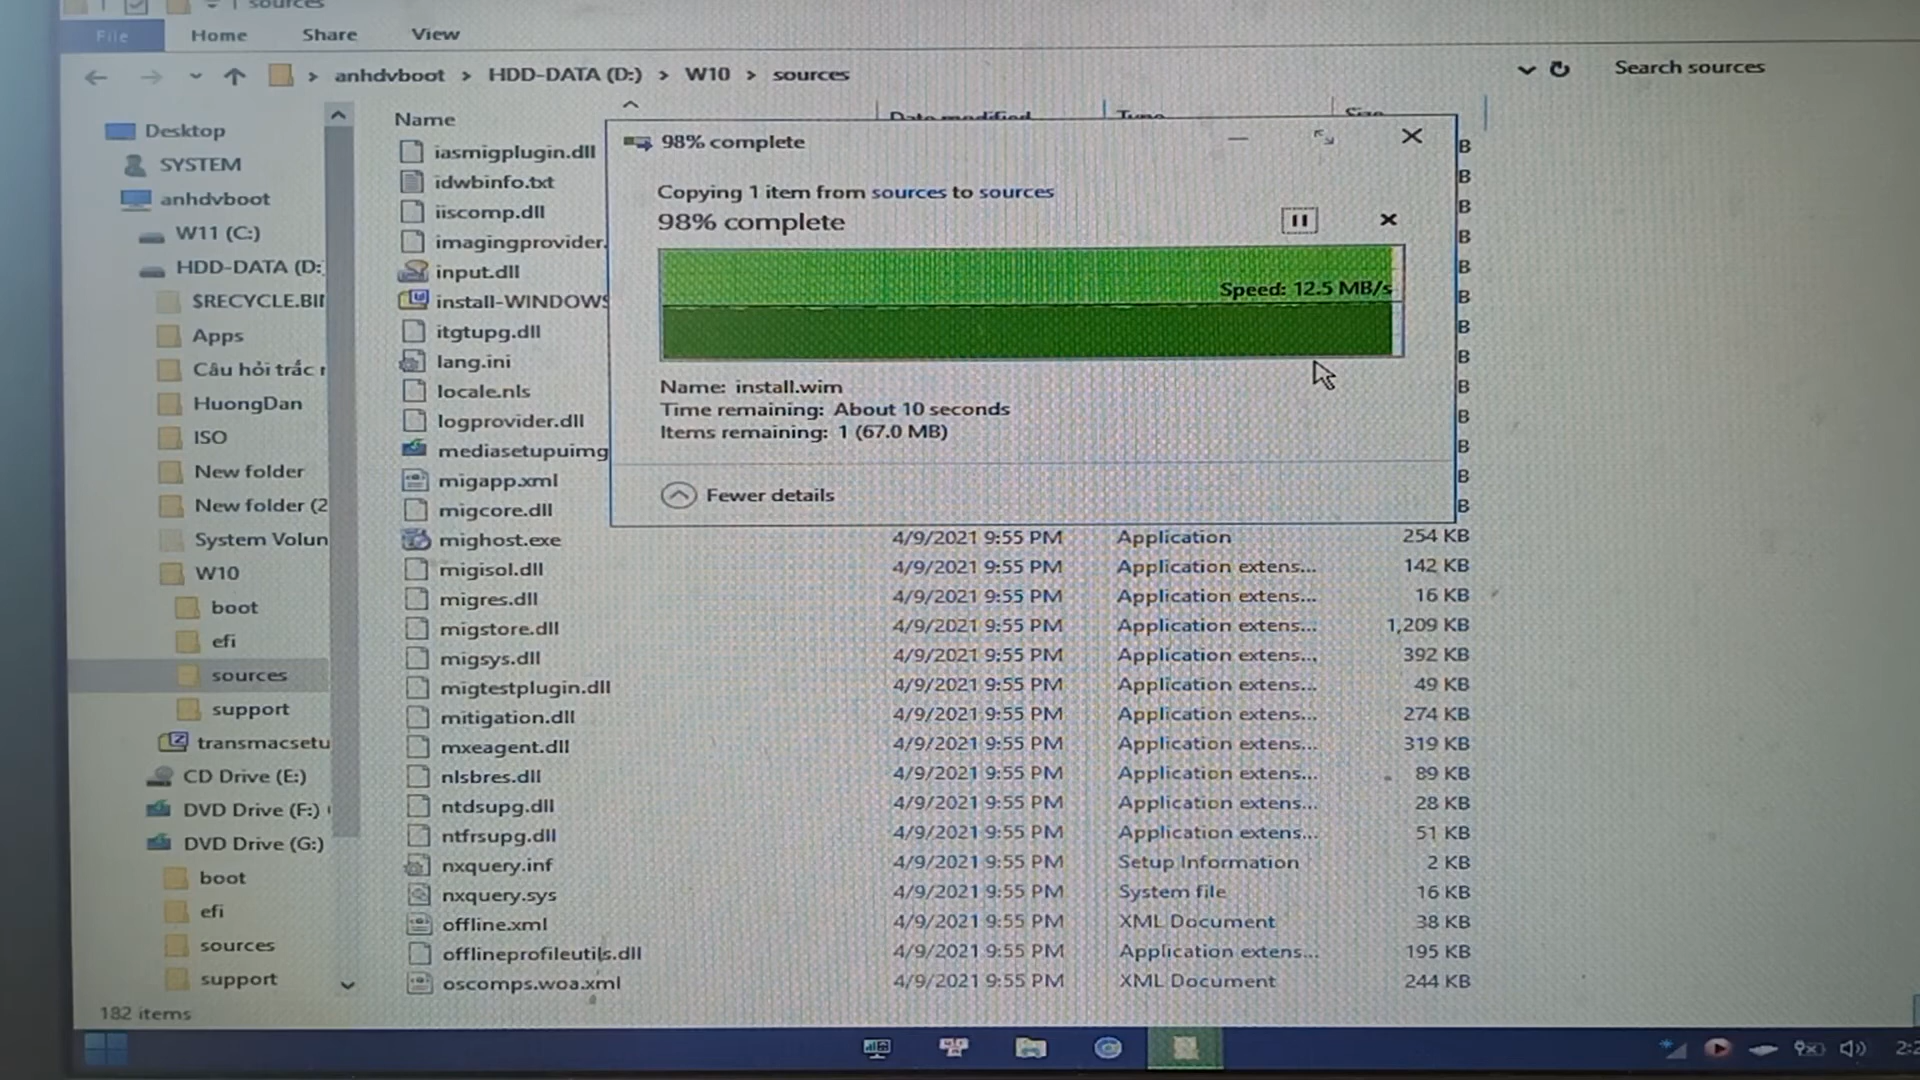 sources
File Home Share View
anhdvboot > HDD-DATA (D:) > W10 > sources
Search sources
Name Date modified Type Size
Desktop
SYSTEM
anhdvboot
W11 (C:)
HDD-DATA (D:
$RECYCLE.BI
Apps
Câu hỏi trắc
HuongDan
ISO
New folder
New folder (2
System Volun
W10
boot
efi
sources
support
transmacsetu
CD Drive (E:)
DVD Drive (F:)
DVD Drive (G:)
boot
efi
sources
support
182 items
iasmigplugin.dll
idwbinfo.txt
iiscomp.dll
imagingprovider.
input.dll
install-WINDOWS
itgtupg.dll
lang.ini
locale.nls
logprovider.dll
mediasetupuimg
migapp.xml
migcore.dll
mighost.exe 4/9/2021 9:55 PM Application 254 KB
migisol.dll 4/9/2021 9:55 PM Application extens... 142 KB
migres.dll 4/9/2021 9:55 PM Application extens... 16 KB
migstore.dll 4/9/2021 9:55 PM Application extens... 1,209 KB
migsys.dll 4/9/2021 9:55 PM Application extens... 392 KB
migtestplugin.dll 4/9/2021 9:55 PM Application extens... 49 KB
mitigation.dll 4/9/2021 9:55 PM Application extens... 274 KB
mxeagent.dll 4/9/2021 9:55 PM Application extens... 319 KB
nlsbres.dll 4/9/2021 9:55 PM Application extens... 89 KB
ntdsupg.dll 4/9/2021 9:55 PM Application extens... 28 KB
ntfrsupg.dll 4/9/2021 9:55 PM Application extens... 51 KB
nxquery.inf 4/9/2021 9:55 PM Setup Information 2 KB
nxquery.sys 4/9/2021 9:55 PM System file 16 KB
offline.xml 4/9/2021 9:55 PM XML Document 38 KB
offlineprofileutils.dll 4/9/2021 9:55 PM Application extens... 195 KB
oscomps.woa.xml 4/9/2021 9:55 PM XML Document 244 KB
98% complete
Copying 1 item from sources to sources
98% complete
Speed: 12.5 MB/s
Name: install.wim
Time remaining: About 10 seconds
Items remaining: 1 (67.0 MB)
Fewer details
B
B
B
B
B
B
B
B
B
B
B
B
B